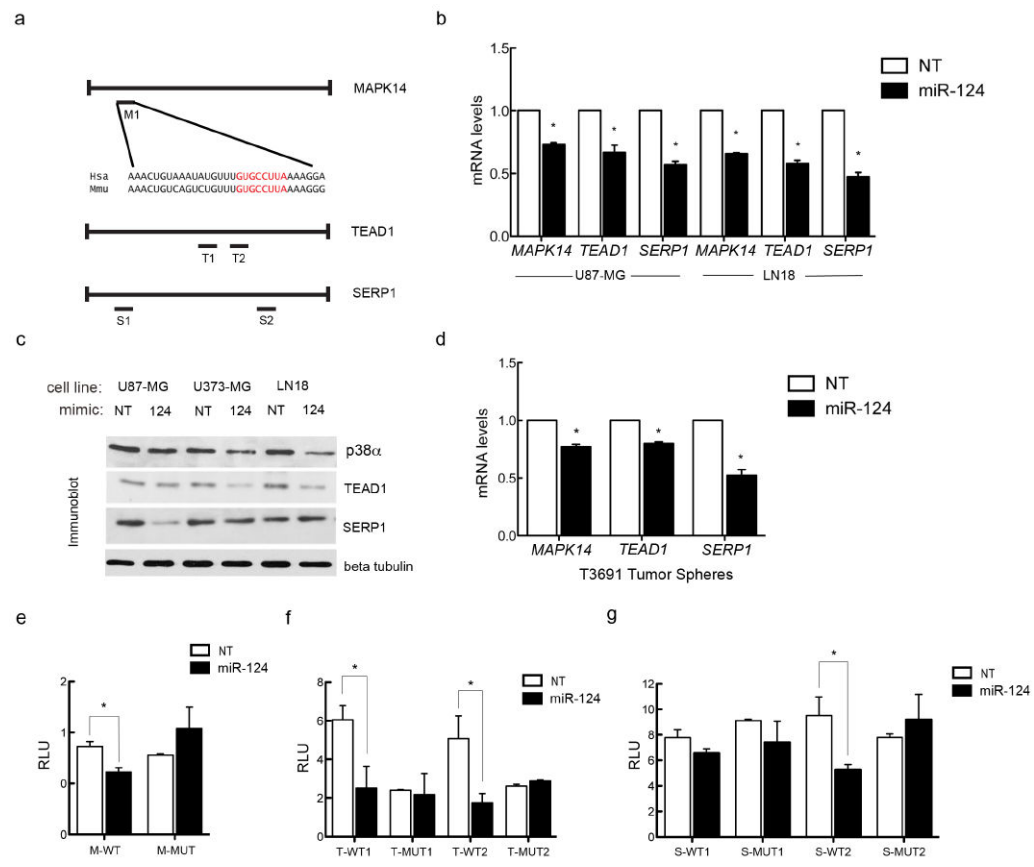 a
MAPK14
M1
Hsa AAACUGUAAAUAUGUUUGUGCCUUAAAAGGA
Mmu AAACUGUCAGUCUGUUUGUGCCUUAAAAGGG
TEAD1
T1 T2
SERP1
S1 S2
b
NT
miR-124
mRNA levels
1.5
1.0
0.5
0.0
* * * * * *
MAPK14 TEAD1 SERP1 MAPK14 TEAD1 SERP1
U87-MG LN18
c
cell line: U87-MG U373-MG LN18
mimic: NT 124 NT 124 NT 124
Immunoblot
p38α
TEAD1
SERP1
beta tubulin
d
NT
miR-124
mRNA levels
1.5
1.0
0.5
0.0
* * *
MAPK14 TEAD1 SERP1
T3691 Tumor Spheres
e
NT
miR-124
RLU
2
1
0
0
*
M-WT M-MUT
f
NT
miR-124
RLU
8
6
4
2
0
* *
T-WT1 T-MUT1 T-WT2 T-MUT2
g
NT
miR-124
RLU
12
10
8
6
4
2
0
*
S-WT1 S-MUT1 S-WT2 S-MUT2